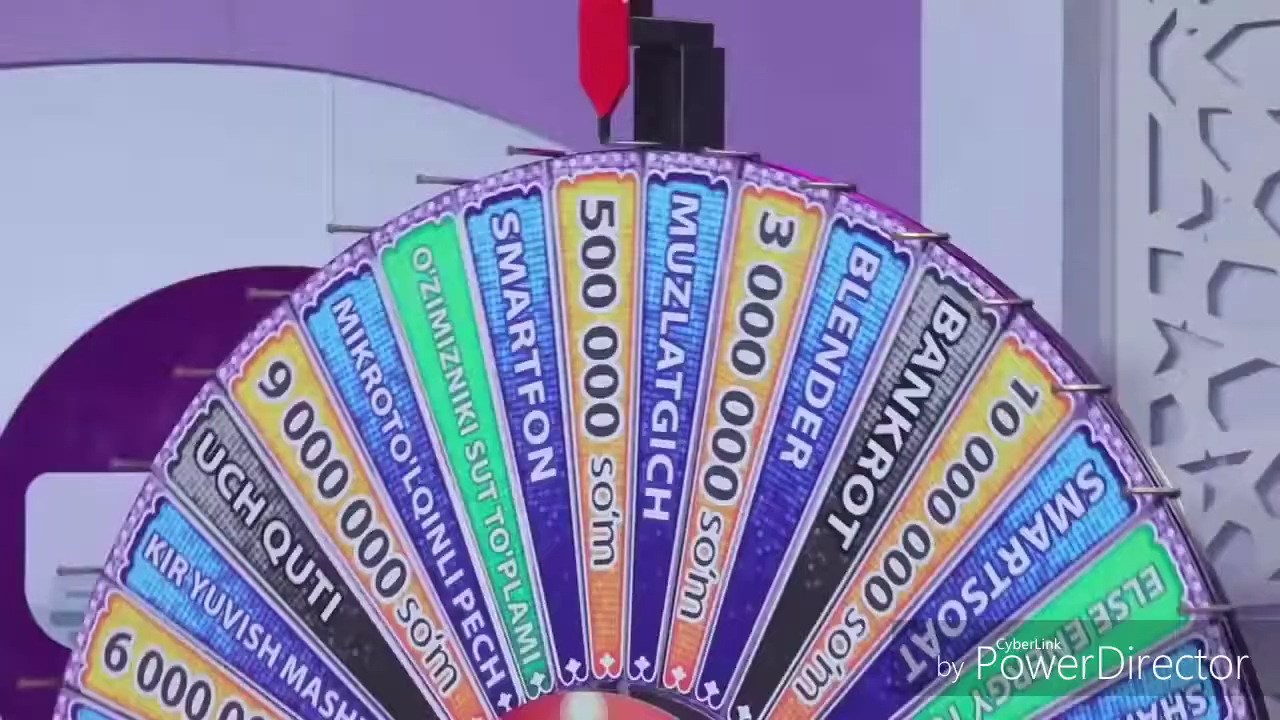 6 000
KIR YUVISH MASH
UCH QUTI
9 000 000 so'm
MIKROTO'LQINLI PECH
O'ZIMIZNIKI SUT TO'PLAMI
SMARTFON
500 000 so'm
MUZLATGICH
3 000 000 so'm
BLENDER
BANKROT
10 000 000 so'm
SMARTSOAT
CyberLink
by PowerDirector